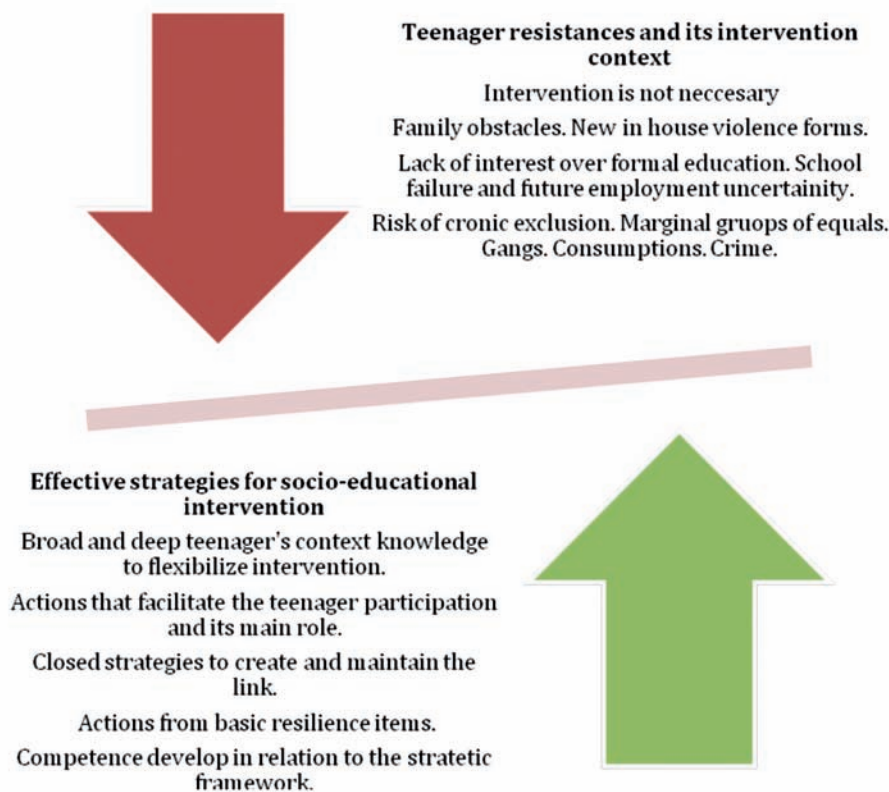 Teenager resistances and its intervention
context
Intervention is not neccesary
Family obstacles. New in house violence forms.
Lack of interest over formal education. School
failure and future employment uncertainity.
Risk of cronic exclusion. Marginal gruops of equals.
Gangs. Consumptions. Crime.
Effective strategies for socio-educational
intervention
Broad and deep teenager's context knowledge
to flexibilize intervention.
Actions that facilitate the teenager participation
and its main role.
Closed strategies to create and maintain the
link.
Actions from basic resilience items.
Competence develop in relation to the stratetic
framework.